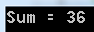 Sum = 36